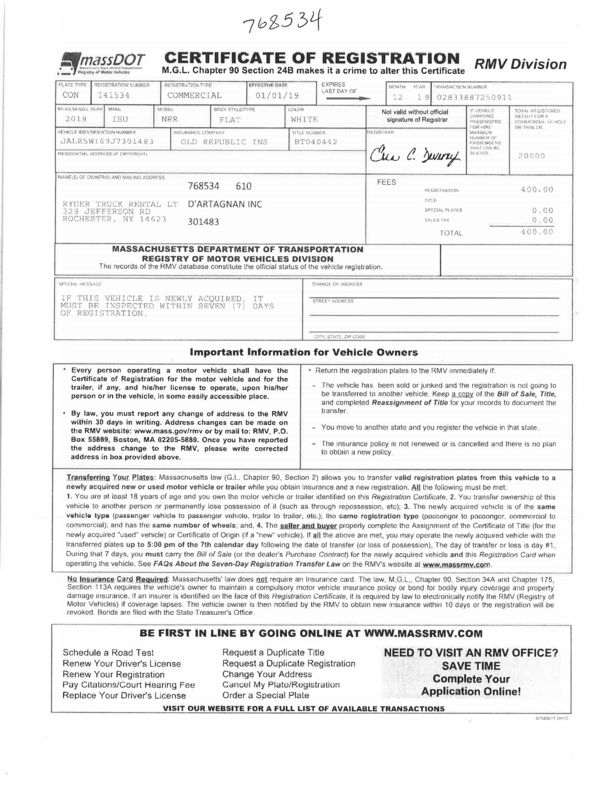 768534
massDOT
Registry of Motor Vehicles
CERTIFICATE OF REGISTRATION
M.G.L. Chapter 90 Section 24B makes it a crime to alter this Certificate
RMV Division
PLATE TYPE REGISTRATION NUMBER REGISTRATION TYPE EFFECTIVE DATE EXPIRES LAST DAY OF MONTH YEAR TRANSACTION NUMBER
CON I41534 COMMERCIAL 01/01/19 12 19 02833887250911
MODEL YEAR MAKE MODEL BODY STYLE/TYPE COLOR
2018 ISU NRR FLAT WHITE
Not valid without official signature of Registrar
IF VEHICLE CARRYING PASSENGERS FOR HIRE MAXIMUM NUMBER OF PASSENGERS THAT CAN BE SEATED
TOTAL REGISTERED WEIGHT FOR A COMMERCIAL VEHICLE OR TRAILER
20000
VEHICLE IDENTIFICATION NUMBER INSURANCE COMPANY TITLE NUMBER REGISTRAR
JALE5W169J7301483 OLD REPUBLIC INS BT040442
RESIDENTIAL ADDRESS (IF DIFFERENT)
NAME(S) OF OWNER(S) AND MAILING ADDRESS
768534 610
RYDER TRUCK RENTAL LT D'ARTAGNAN INC
329 JEFFERSON RD
ROCHESTER, NY 14623 301483
FEES
REGISTRATION 400.00
TITLE
SPECIAL PLATES 0.00
SALES TAX 0.00
TOTAL 400.00
MASSACHUSETTS DEPARTMENT OF TRANSPORTATION
REGISTRY OF MOTOR VEHICLES DIVISION
The records of the RMV database constitute the official status of the vehicle registration.
SPECIAL MESSAGE
IF THIS VEHICLE IS NEWLY ACQUIRED, IT
MUST BE INSPECTED WITHIN SEVEN (7) DAYS
OF REGISTRATION.
CHANGE OF ADDRESS
STREET ADDRESS
CITY, STATE, ZIP CODE
Important Information for Vehicle Owners
* Every person operating a motor vehicle shall have the
Certificate of Registration for the motor vehicle and for the
trailer, if any, and his/her license to operate, upon his/her
person or in the vehicle, in some easily accessible place.
* By law, you must report any change of address to the RMV
within 30 days in writing. Address changes can be made on
the RMV website: www.mass.gov/rmv or by mail to: RMV, P.O.
Box 55889, Boston, MA 02205-5889. Once you have reported
the address change to the RMV, please write corrected
address in box provided above.
* Return the registration plates to the RMV immediately if:
- The vehicle has been sold or junked and the registration is not going to
be transferred to another vehicle. Keep a copy of the Bill of Sale, Title,
and completed Reassignment of Title for your records to document the
transfer.
- You move to another state and you register the vehicle in that state.
- The insurance policy is not renewed or is cancelled and there is no plan
to obtain a new policy.
Transferring Your Plates: Massachusetts law (G.L. Chapter 90, Section 2) allows you to transfer valid registration plates from this vehicle to a
newly acquired new or used motor vehicle or trailer while you obtain insurance and a new registration. All the following must be met:
1. You are at least 18 years of age and you own the motor vehicle or trailer identified on this Registration Certificate, 2. You transfer ownership of this
vehicle to another person or permanently lose possession of it (such as through repossession, etc); 3. The newly acquired vehicle is of the same
vehicle type (passenger vehicle to passenger vehicle, trailer to trailer, etc.); the same registration type (passenger to passenger, commercial to
commercial); and has the same number of wheels; and, 4. The seller and buyer properly complete the Assignment of the Certificate of Title (for the
newly acquired "used" vehicle) or Certificate of Origin (if a "new" vehicle). If all the above are met, you may operate the newly acquired vehicle with the
transferred plates up to 5:00 pm of the 7th calendar day following the date of transfer (or loss of possession), The day of transfer or loss is day #1,
During that 7 days, you must carry the Bill of Sale (or the dealer's Purchase Contract) for the newly acquired vehicle and this Registration Card when
operating the vehicle. See FAQs About the Seven-Day Registration Transfer Law on the RMV's website at www.massrmv.com.
No Insurance Card Required: Massachusetts' law does not require an Insurance card. The law, M.G.L., Chapter 90, Section 34A and Chapter 175,
Section 113A requires the vehicle's owner to maintain a compulsory motor vehicle insurance policy or bond for bodily injury coverage and property
damage insurance. If an insurer is identified on the face of this Registration Certificate, it is required by law to electronically notify the RMV (Registry of
Motor Vehicles) if coverage lapses. The vehicle owner is then notified by the RMV to obtain new insurance within 10 days or the registration will be
revoked. Bonds are filed with the State Treasurer's Office.
BE FIRST IN LINE BY GOING ONLINE AT WWW.MASSRMV.COM
Schedule a Road Test
Renew Your Driver's License
Renew Your Registration
Pay Citations/Court Hearing Fee
Replace Your Driver's License
Request a Duplicate Title
Request a Duplicate Registration
Change Your Address
Cancel My Plate/Registration
Order a Special Plate
NEED TO VISIT AN RMV OFFICE?
SAVE TIME
Complete Your
Application Online!
VISIT OUR WEBSITE FOR A FULL LIST OF AVAILABLE TRANSACTIONS